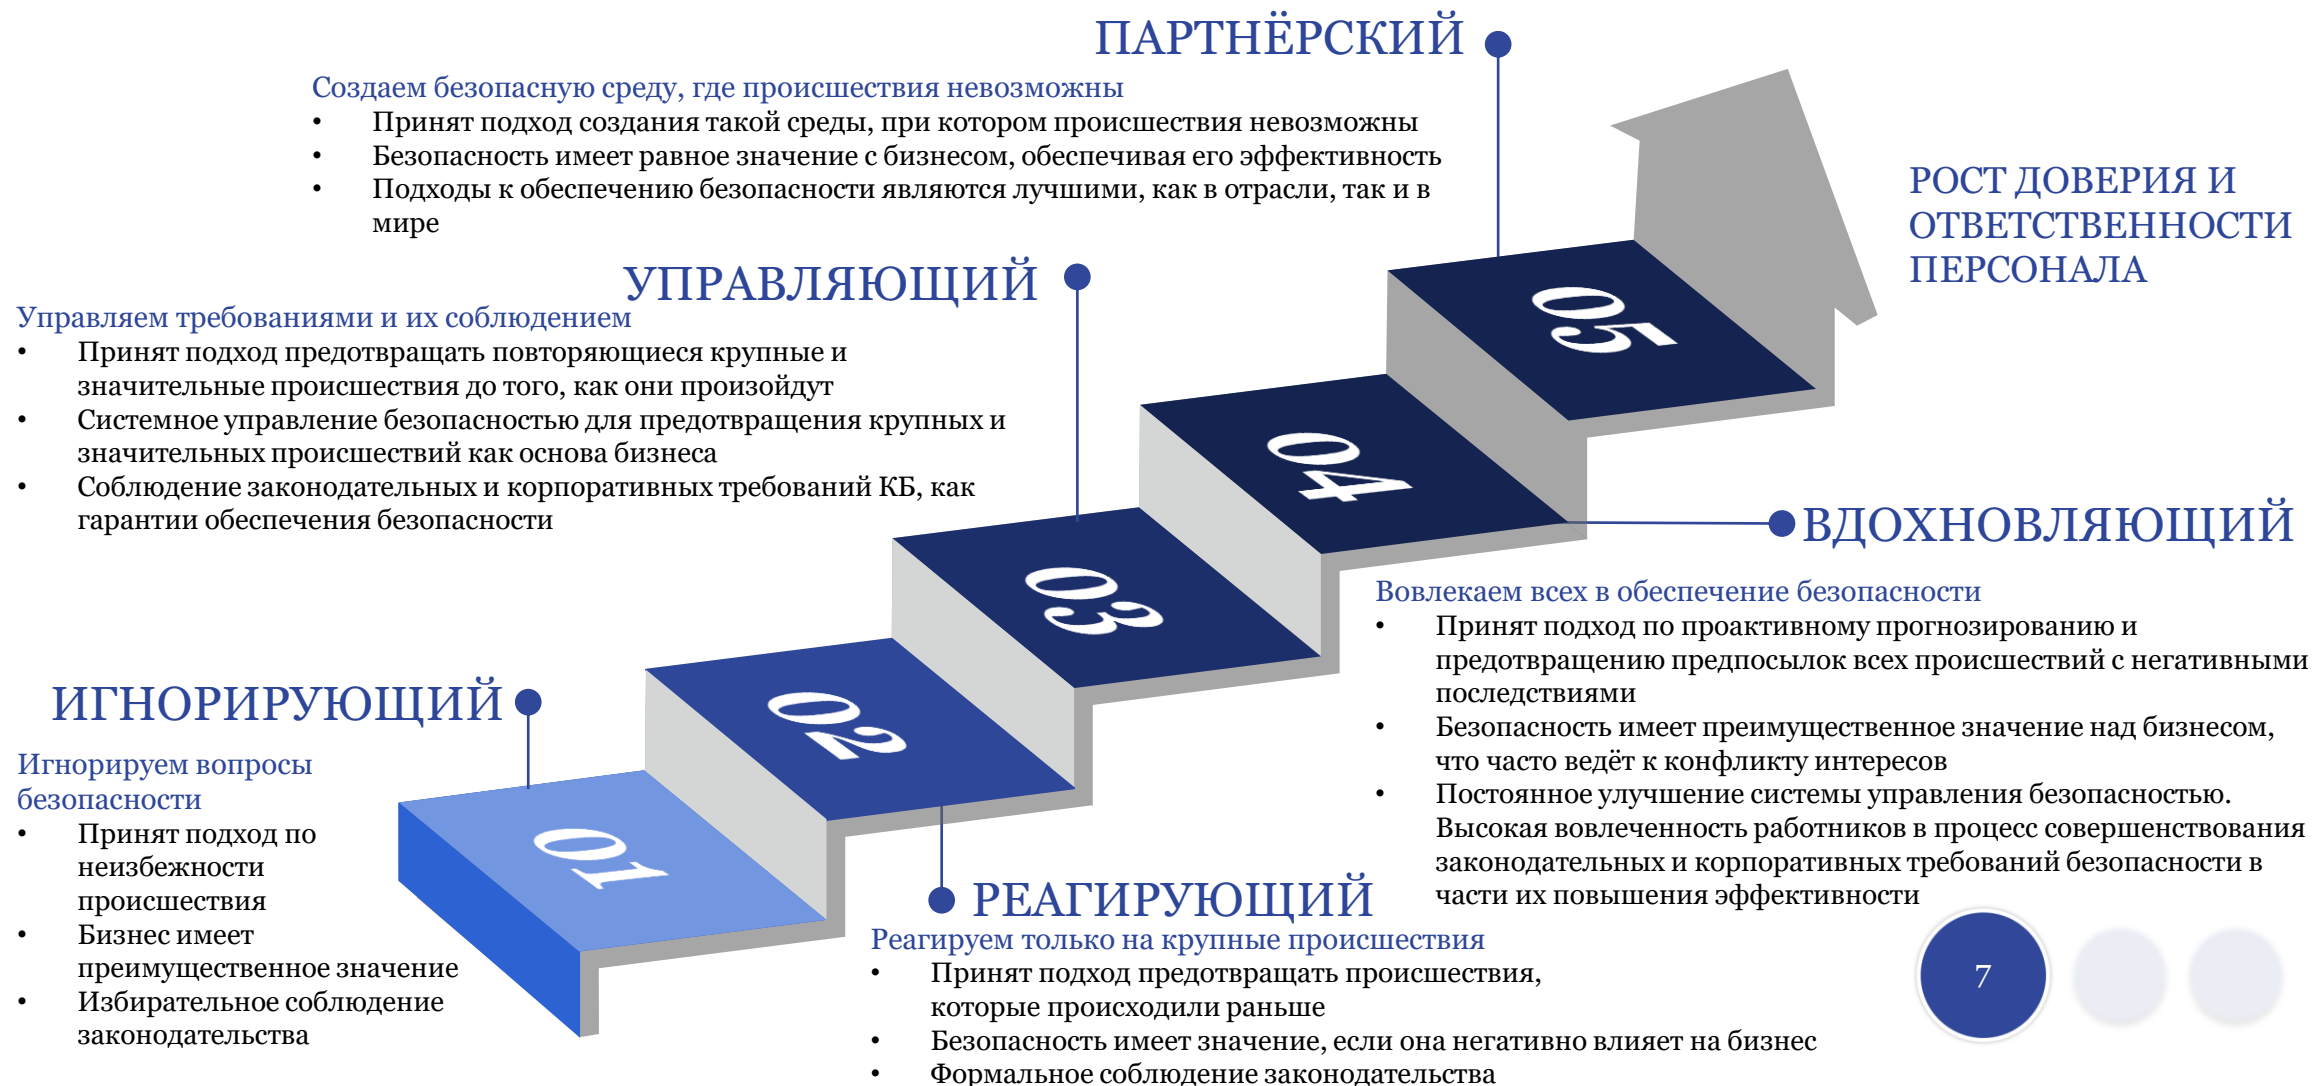 ПАРТНЁРСКИЙ
Создаем безопасную среду, где происшествия невозможны
• Принят подход создания такой среды, при котором происшествия невозможны
• Безопасность имеет равное значение с бизнесом, обеспечивая его эффективность
• Подходы к обеспечению безопасности являются лучшими, как в отрасли, так и в
мире
РОСТ ДОВЕРИЯ И
ОТВЕТСТВЕННОСТИ
ПЕРСОНАЛА
УПРАВЛЯЮЩИЙ
Управляем требованиями и их соблюдением
• Принят подход предотвращать повторяющиеся крупные и
значительные происшествия до того, как они произойдут
• Системное управление безопасностью для предотвращения крупных и
значительных происшествий как основа бизнеса
• Соблюдение законодательных и корпоративных требований КБ, как
гарантии обеспечения безопасности
05
04
03
02
01
ВДОХНОВЛЯЮЩИЙ
Вовлекаем всех в обеспечение безопасности
• Принят подход по проактивному прогнозированию и
предотвращению предпосылок всех происшествий с негативными
последствиями
• Безопасность имеет преимущественное значение над бизнесом,
что часто ведёт к конфликту интересов
• Постоянное улучшение системы управления безопасностью.
Высокая вовлеченность работников в процесс совершенствования
законодательных и корпоративных требований безопасности в
части их повышения эффективности
ИГНОРИРУЮЩИЙ
Игнорируем вопросы
безопасности
• Принят подход по
неизбежности
происшествия
• Бизнес имеет
преимущественное значение
• Избирательное соблюдение
законодательства
РЕАГИРУЮЩИЙ
Реагируем только на крупные происшествия
• Принят подход предотвращать происшествия,
которые происходили раньше
• Безопасность имеет значение, если она негативно влияет на бизнес
• Формальное соблюдение законодательства
7